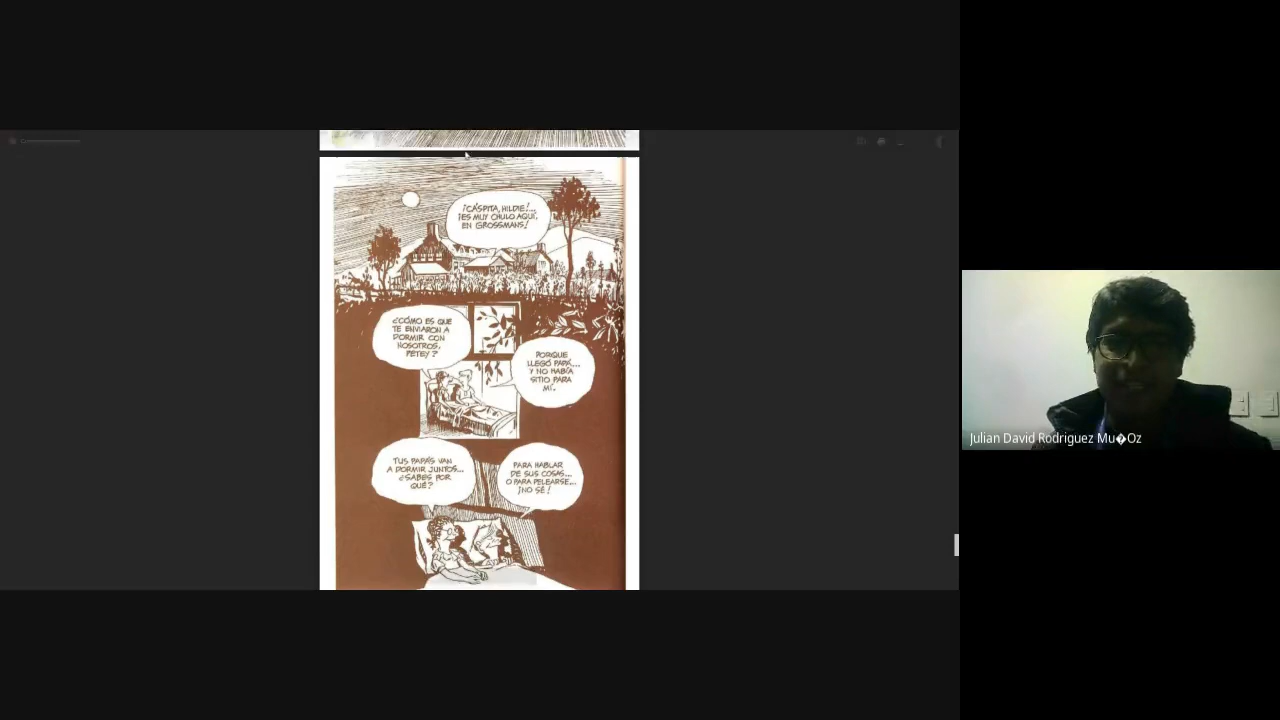 ¡CÁSPITA, HILDIE!...
¡ES MUY CHULO AQUÍ,
EN GROSSMANS!
¿CÓMO ES QUE
TE ENVIARON A
DORMIR CON
NOSOTROS,
PETEY?
PORQUE
LLEGÓ PAPÁ...
Y NO HABÍA
SITIO PARA
MÍ.
TUS PAPÁS VAN
A DORMIR JUNTOS...
¿SABES POR
QUÉ?
PARA HABLAR
DE SUS COSAS...
O PARA PELEARSE...
¡NO SÉ!
Julian David Rodriguez Mu�Oz